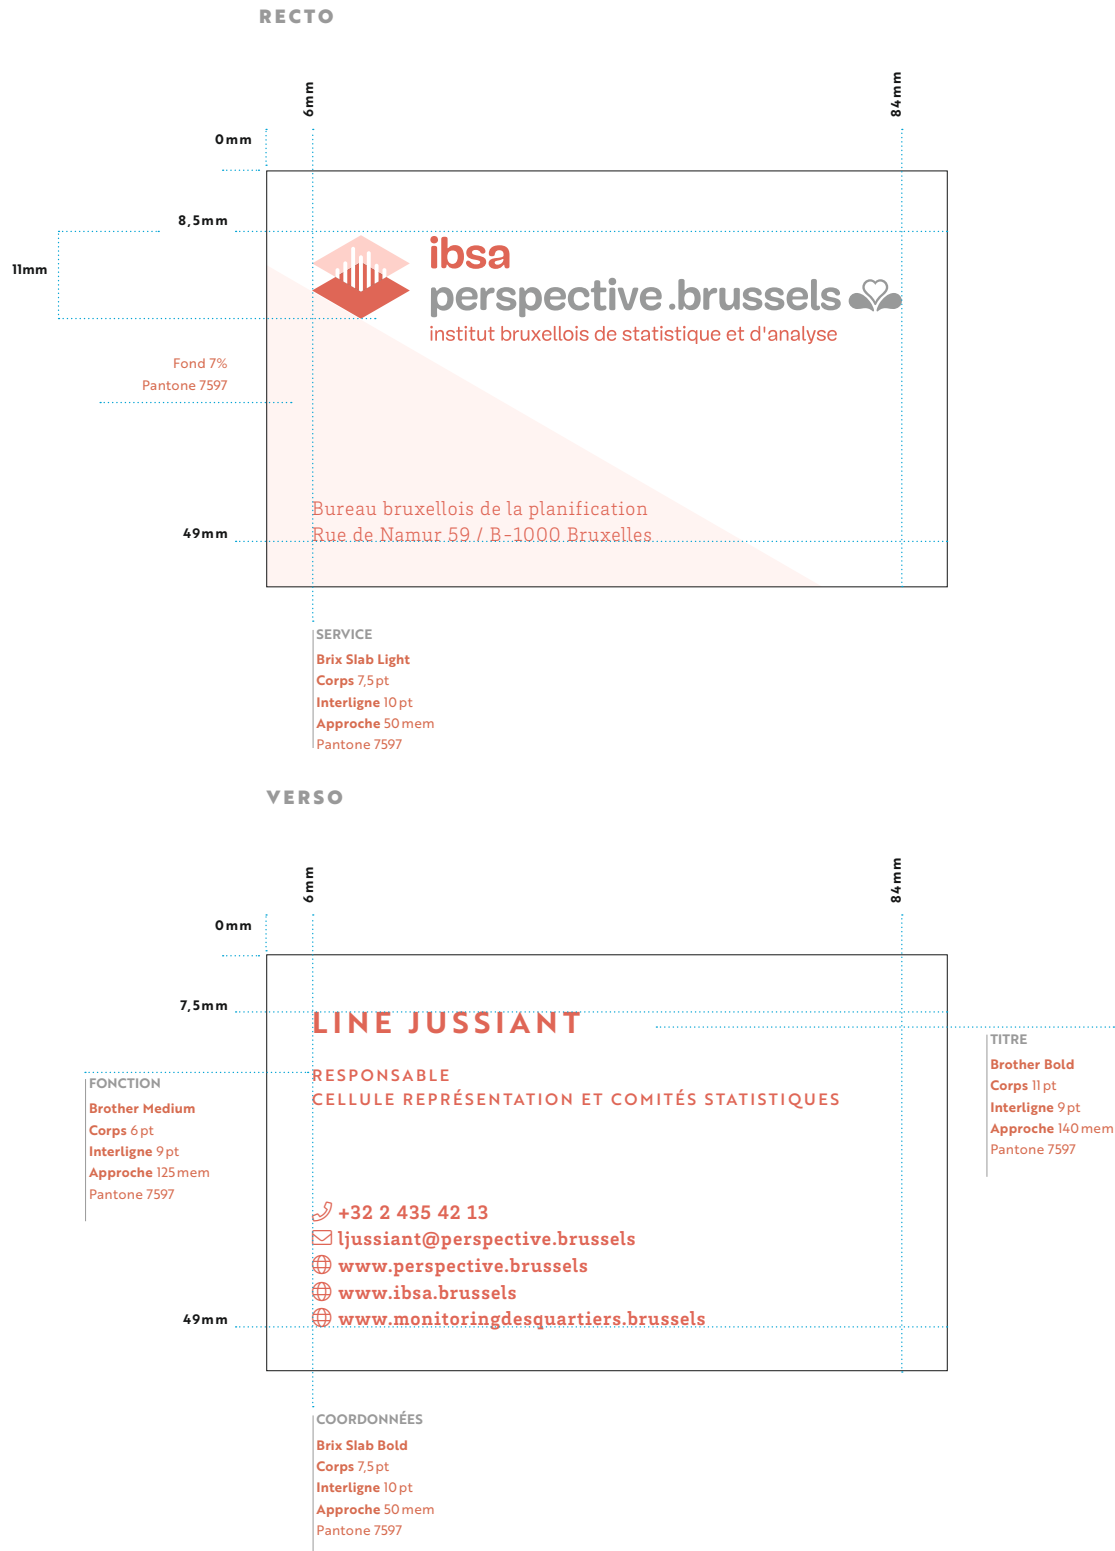 RECTO
6mm
84mm
0mm
8,5mm
11mm
ibsa
perspective.brussels
institut bruxellois de statistique et d'analyse
Fond 7%
Pantone 7597
Bureau bruxellois de la planification
Rue de Namur 59 / B-1000 Bruxelles
49mm
SERVICE
Brix Slab Light
Corps 7,5 pt
Interligne 10 pt
Approche 50 mem
Pantone 7597
VERSO
6mm
84mm
0mm
7,5mm
LINE JUSSIANT
TITRE
Brother Bold
Corps 11 pt
Interligne 9 pt
Approche 140 mem
Pantone 7597
RESPONSABLE
CELLULE REPRÉSENTATION ET COMITÉS STATISTIQUES
FONCTION
Brother Medium
Corps 6 pt
Interligne 9 pt
Approche 125 mem
Pantone 7597
+32 2 435 42 13
ljussiant@perspective.brussels
www.perspective.brussels
www.ibsa.brussels
www.monitoringdesquartiers.brussels
49mm
COORDONNÉES
Brix Slab Bold
Corps 7,5 pt
Interligne 10 pt
Approche 50 mem
Pantone 7597